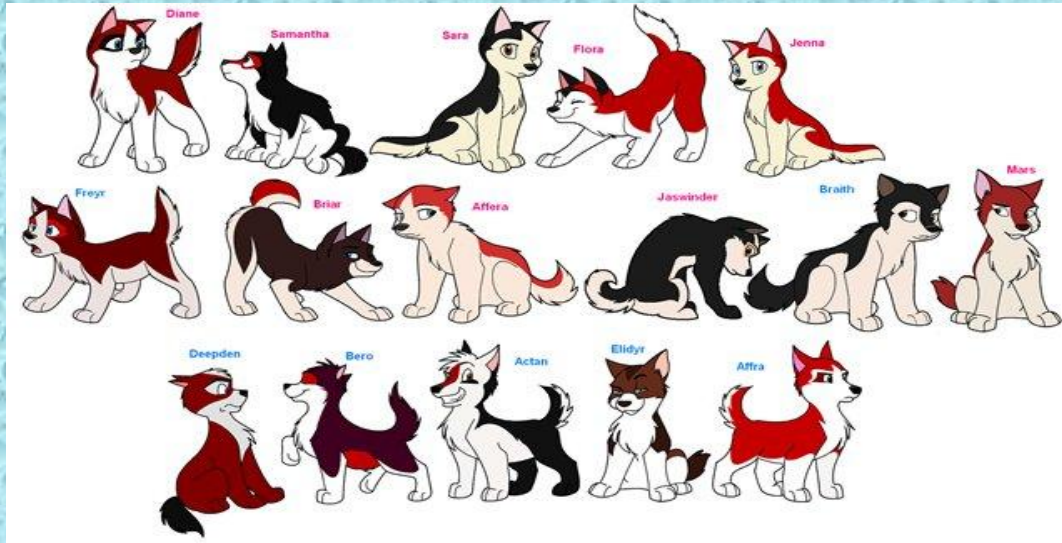 Diane
Samantha
Sara
Flora
Jenna
Freyr
Briar
Affera
Jaswinder
Braith
Mars
Deepden
Bero
Actan
Elidyr
Affra